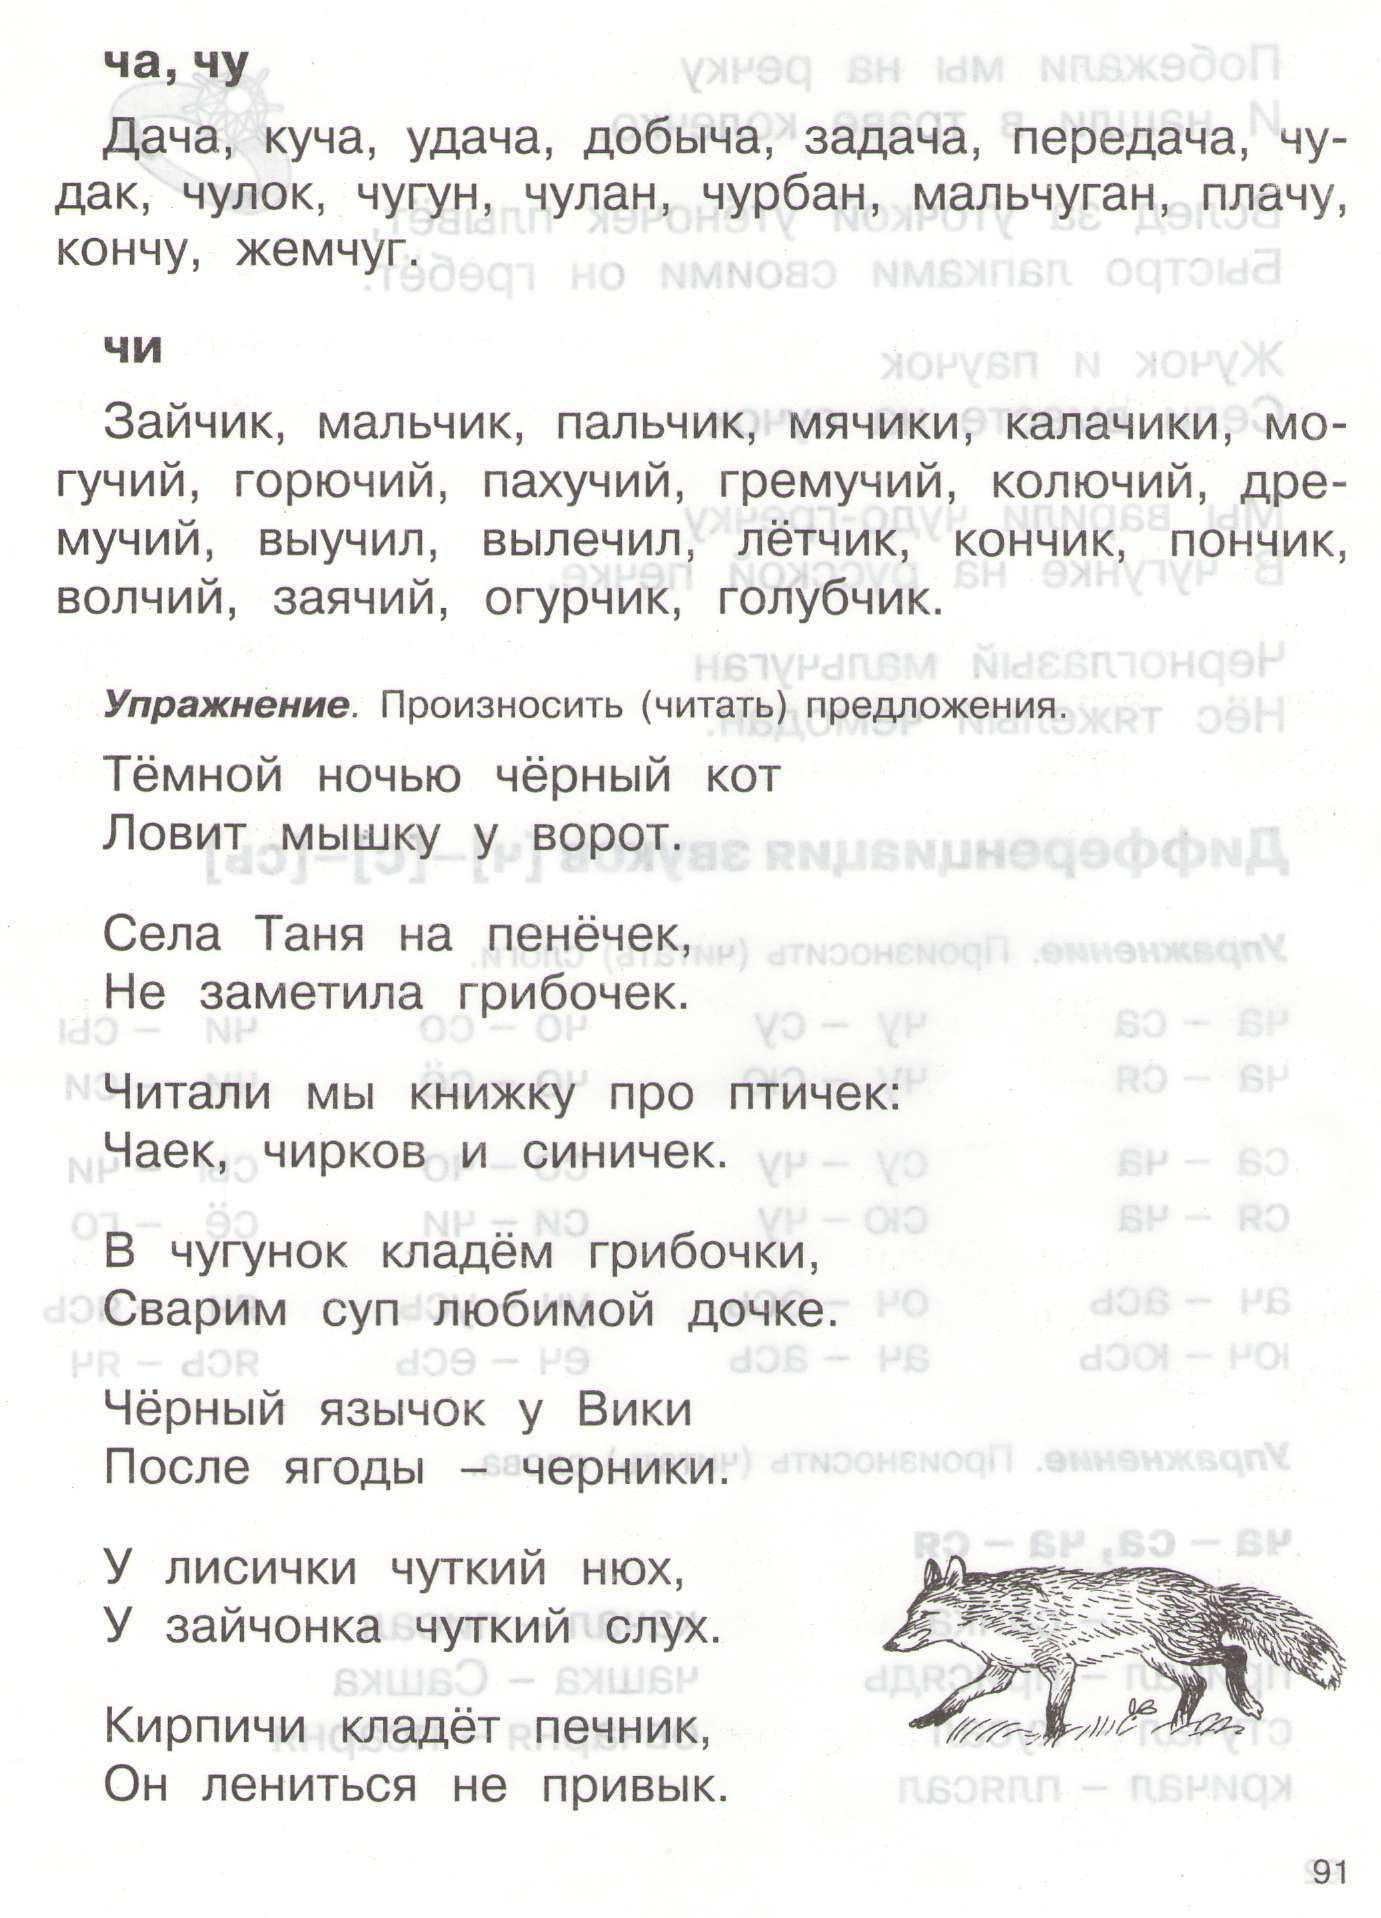 ча, чу
Дача, куча, удача, добыча, задача, передача, чу-
дак, чулок, чугун, чулан, чурбан, мальчуган, плачу,
кончу, жемчуг.
чи
Зайчик, мальчик, пальчик, мячики, калачики, мо-
гучий, горючий, пахучий, гремучий, колючий, дре-
мучий, выучил, вылечил, лётчик, кончик, пончик,
волчий, заячий, огурчик, голубчик.
Упражнение. Произносить (читать) предложения.
Тёмной ночью чёрный кот
Ловит мышку у ворот.
Села Таня на пенёчек,
Не заметила грибочек.
Читали мы книжку про птичек:
Чаек, чирков и синичек.
В чугунок кладём грибочки,
Сварим суп любимой дочке.
Чёрный язычок у Вики
После ягоды – черники.
У лисички чуткий нюх,
У зайчонка чуткий слух.
Кирпичи кладёт печник,
Он лениться не привык.
91